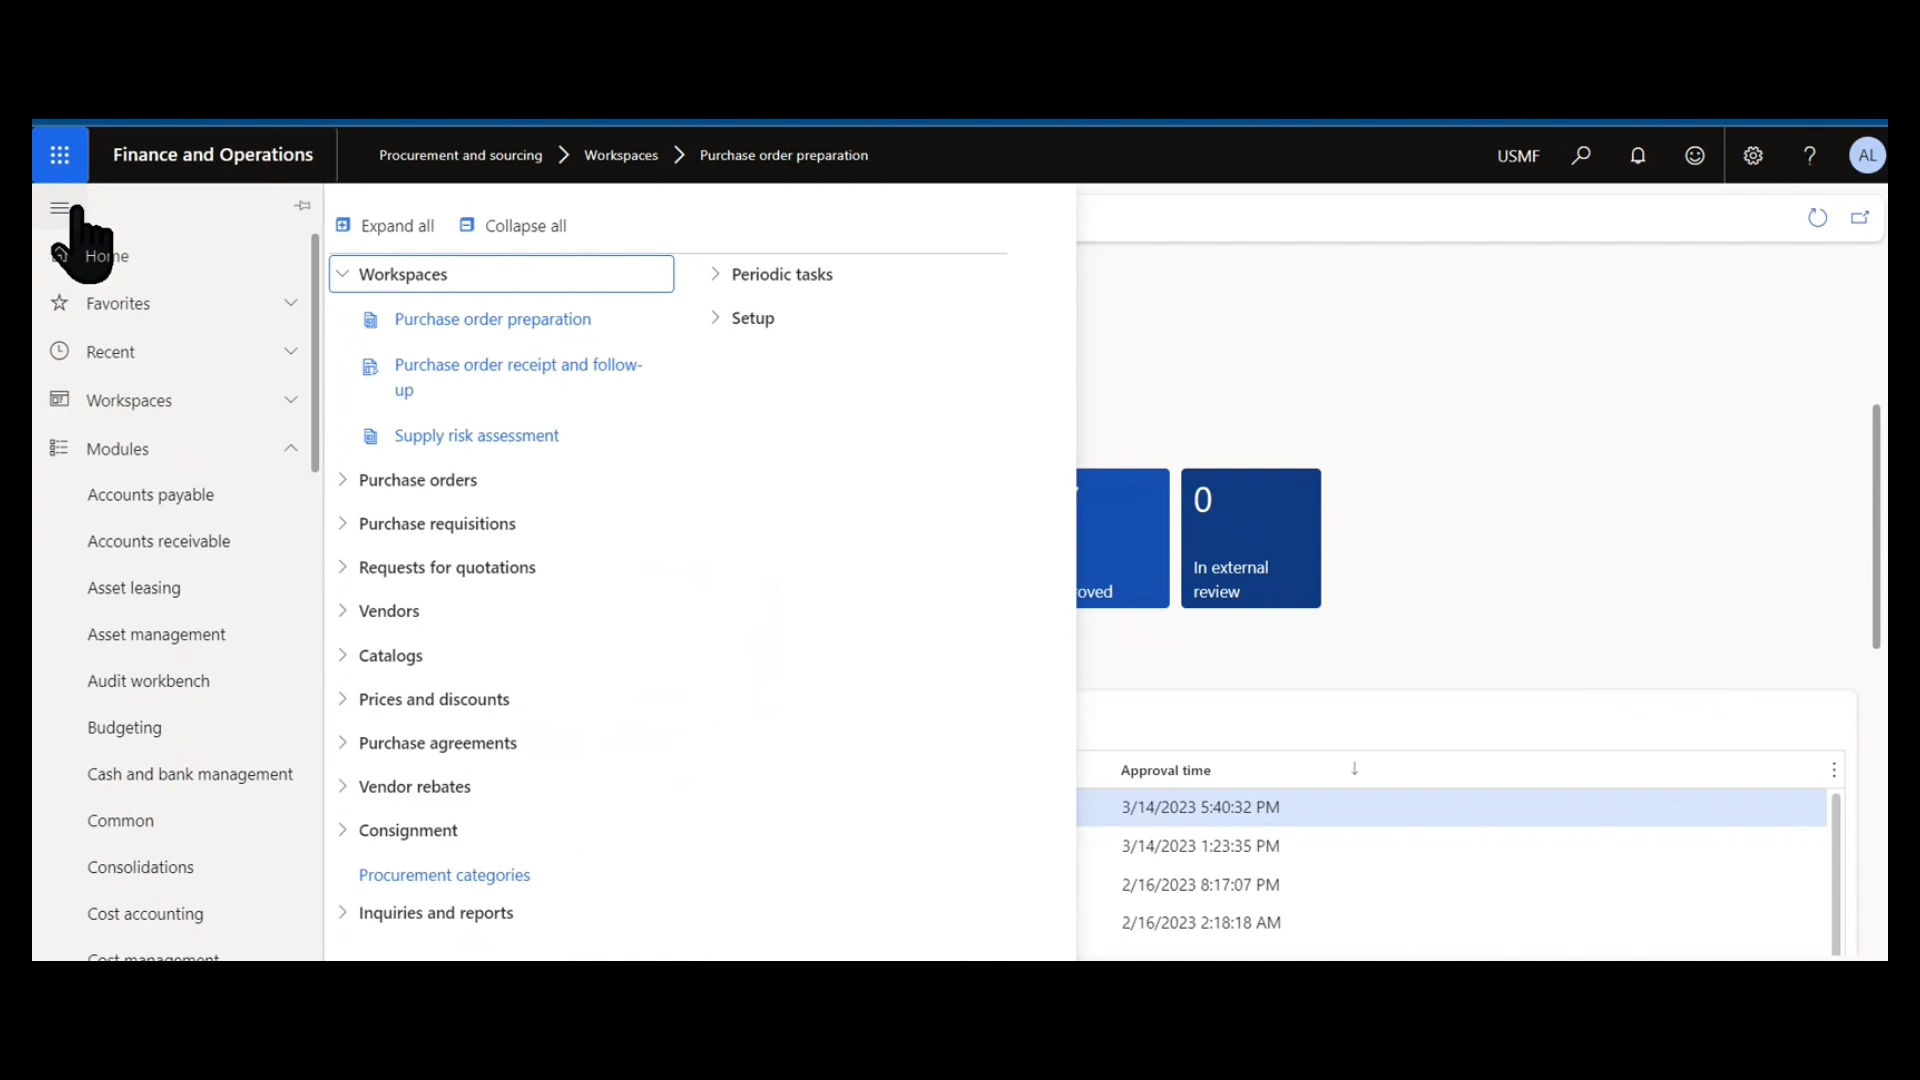 Finance and Operations
Procurement and sourcing
Workspaces
Purchase order preparation
USMF
AL
Home
Favorites
Recent
Workspaces
Modules
Accounts payable
Accounts receivable
Asset leasing
Asset management
Audit workbench
Budgeting
Cash and bank management
Common
Consolidations
Cost accounting
Cost management
Expand all
Collapse all
Workspaces
Purchase order preparation
Purchase order receipt and follow-
up
Supply risk assessment
Purchase orders
Purchase requisitions
Requests for quotations
Vendors
Catalogs
Prices and discounts
Purchase agreements
Vendor rebates
Consignment
Procurement categories
Inquiries and reports
Periodic tasks
Setup
oved
0
In external
review
Approval time
3/14/2023 5:40:32 PM
3/14/2023 1:23:35 PM
2/16/2023 8:17:07 PM
2/16/2023 2:18:18 AM